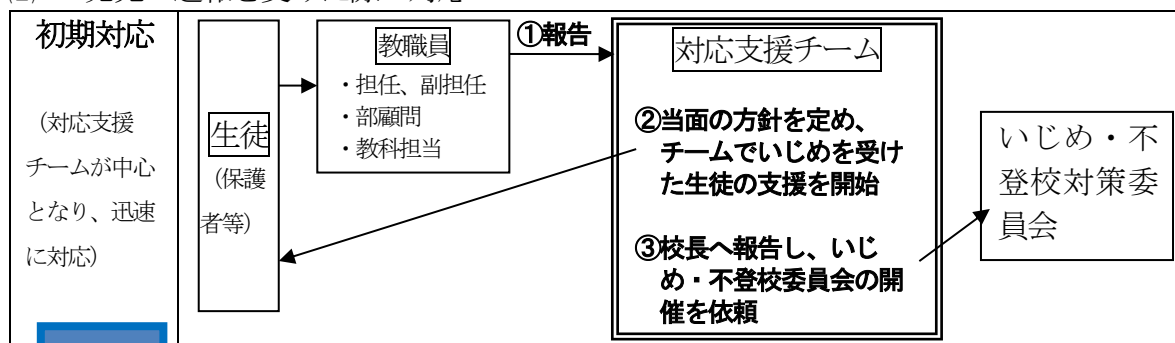 初期対応
(対応支援
チームが中心
となり、迅速
に対応)
生徒
(保護
者等)
教職員
・担任、副担任
・部顧問
・教科担当
①報告
対応支援チーム
②当面の方針を定め、
チームでいじめを受け
た生徒の支援を開始
③校長へ報告し、いじ
め・不登校委員会の開
催を依頼
いじめ・不
登校対策委
員会